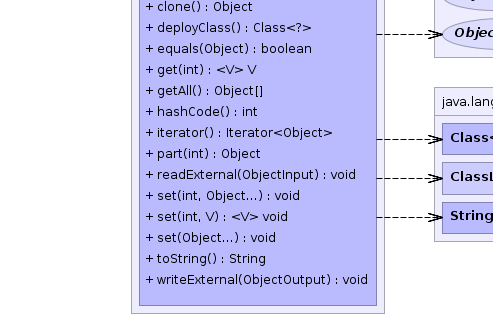 + clone() : Object
+ deployClass() : Class<?>
+ equals(Object) : boolean
+ get(int) : <V> V
+ getAll() : Object[]
+ hashCode() : int
+ iterator() : Iterator<Object>
+ part(int) : Object
+ readExternal(ObjectInput) : void
+ set(int, Object...) : void
+ set(int, V) : <V> void
+ set(Object...) : void
+ toString() : String
+ writeExternal(ObjectOutput) : void
Objec
java.lang
Class<
ClassL
String